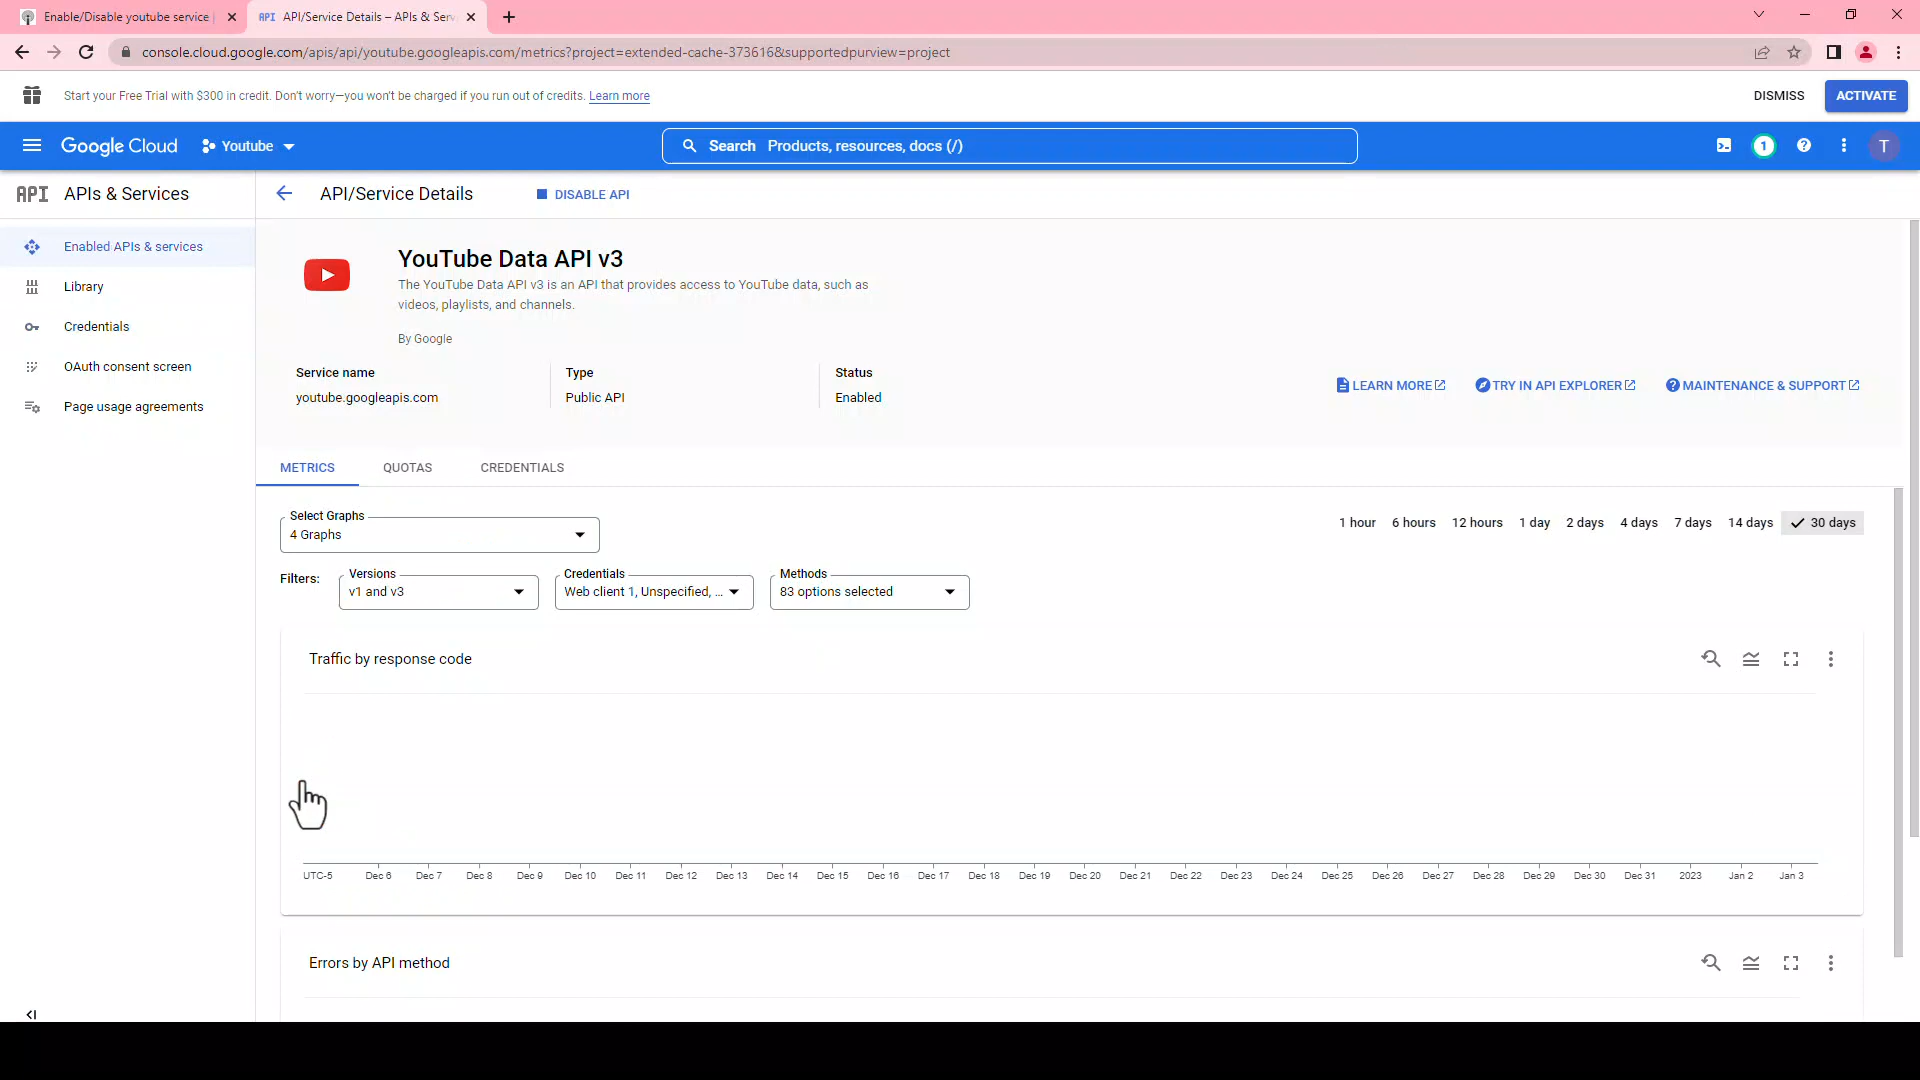 Enable/Disable youtube service
API API/Service Details – APIs & Serv
console.cloud.google.com/apis/api/youtube.googleapis.com/metrics?project=extended-cache-373616&supportedpurview=project
Start your Free Trial with $300 in credit. Don't worry—you won't be charged if you run out of credits. Learn more
DISMISS
ACTIVATE
Google Cloud
Youtube
Search Products, resources, docs (/)
1
T
API APIs & Services
API/Service Details
DISABLE API
Enabled APIs & services
Library
Credentials
OAuth consent screen
Page usage agreements
YouTube Data API v3
The YouTube Data API v3 is an API that provides access to YouTube data, such as
videos, playlists, and channels.
By Google
Service name
youtube.googleapis.com
Type
Public API
Status
Enabled
LEARN MORE
TRY IN API EXPLORER
MAINTENANCE & SUPPORT
METRICS
QUOTAS
CREDENTIALS
Select Graphs
4 Graphs
1 hour 6 hours 12 hours 1 day 2 days 4 days 7 days 14 days 30 days
Filters:
Versions
v1 and v3
Credentials
Web client 1, Unspecified, ...
Methods
83 options selected
Traffic by response code
UTC-5 Dec 6 Dec 7 Dec 8 Dec 9 Dec 10 Dec 11 Dec 12 Dec 13 Dec 14 Dec 15 Dec 16 Dec 17 Dec 18 Dec 19 Dec 20 Dec 21 Dec 22 Dec 23 Dec 24 Dec 25 Dec 26 Dec 27 Dec 28 Dec 29 Dec 30 Dec 31 2023 Jan 2 Jan 3
Errors by API method